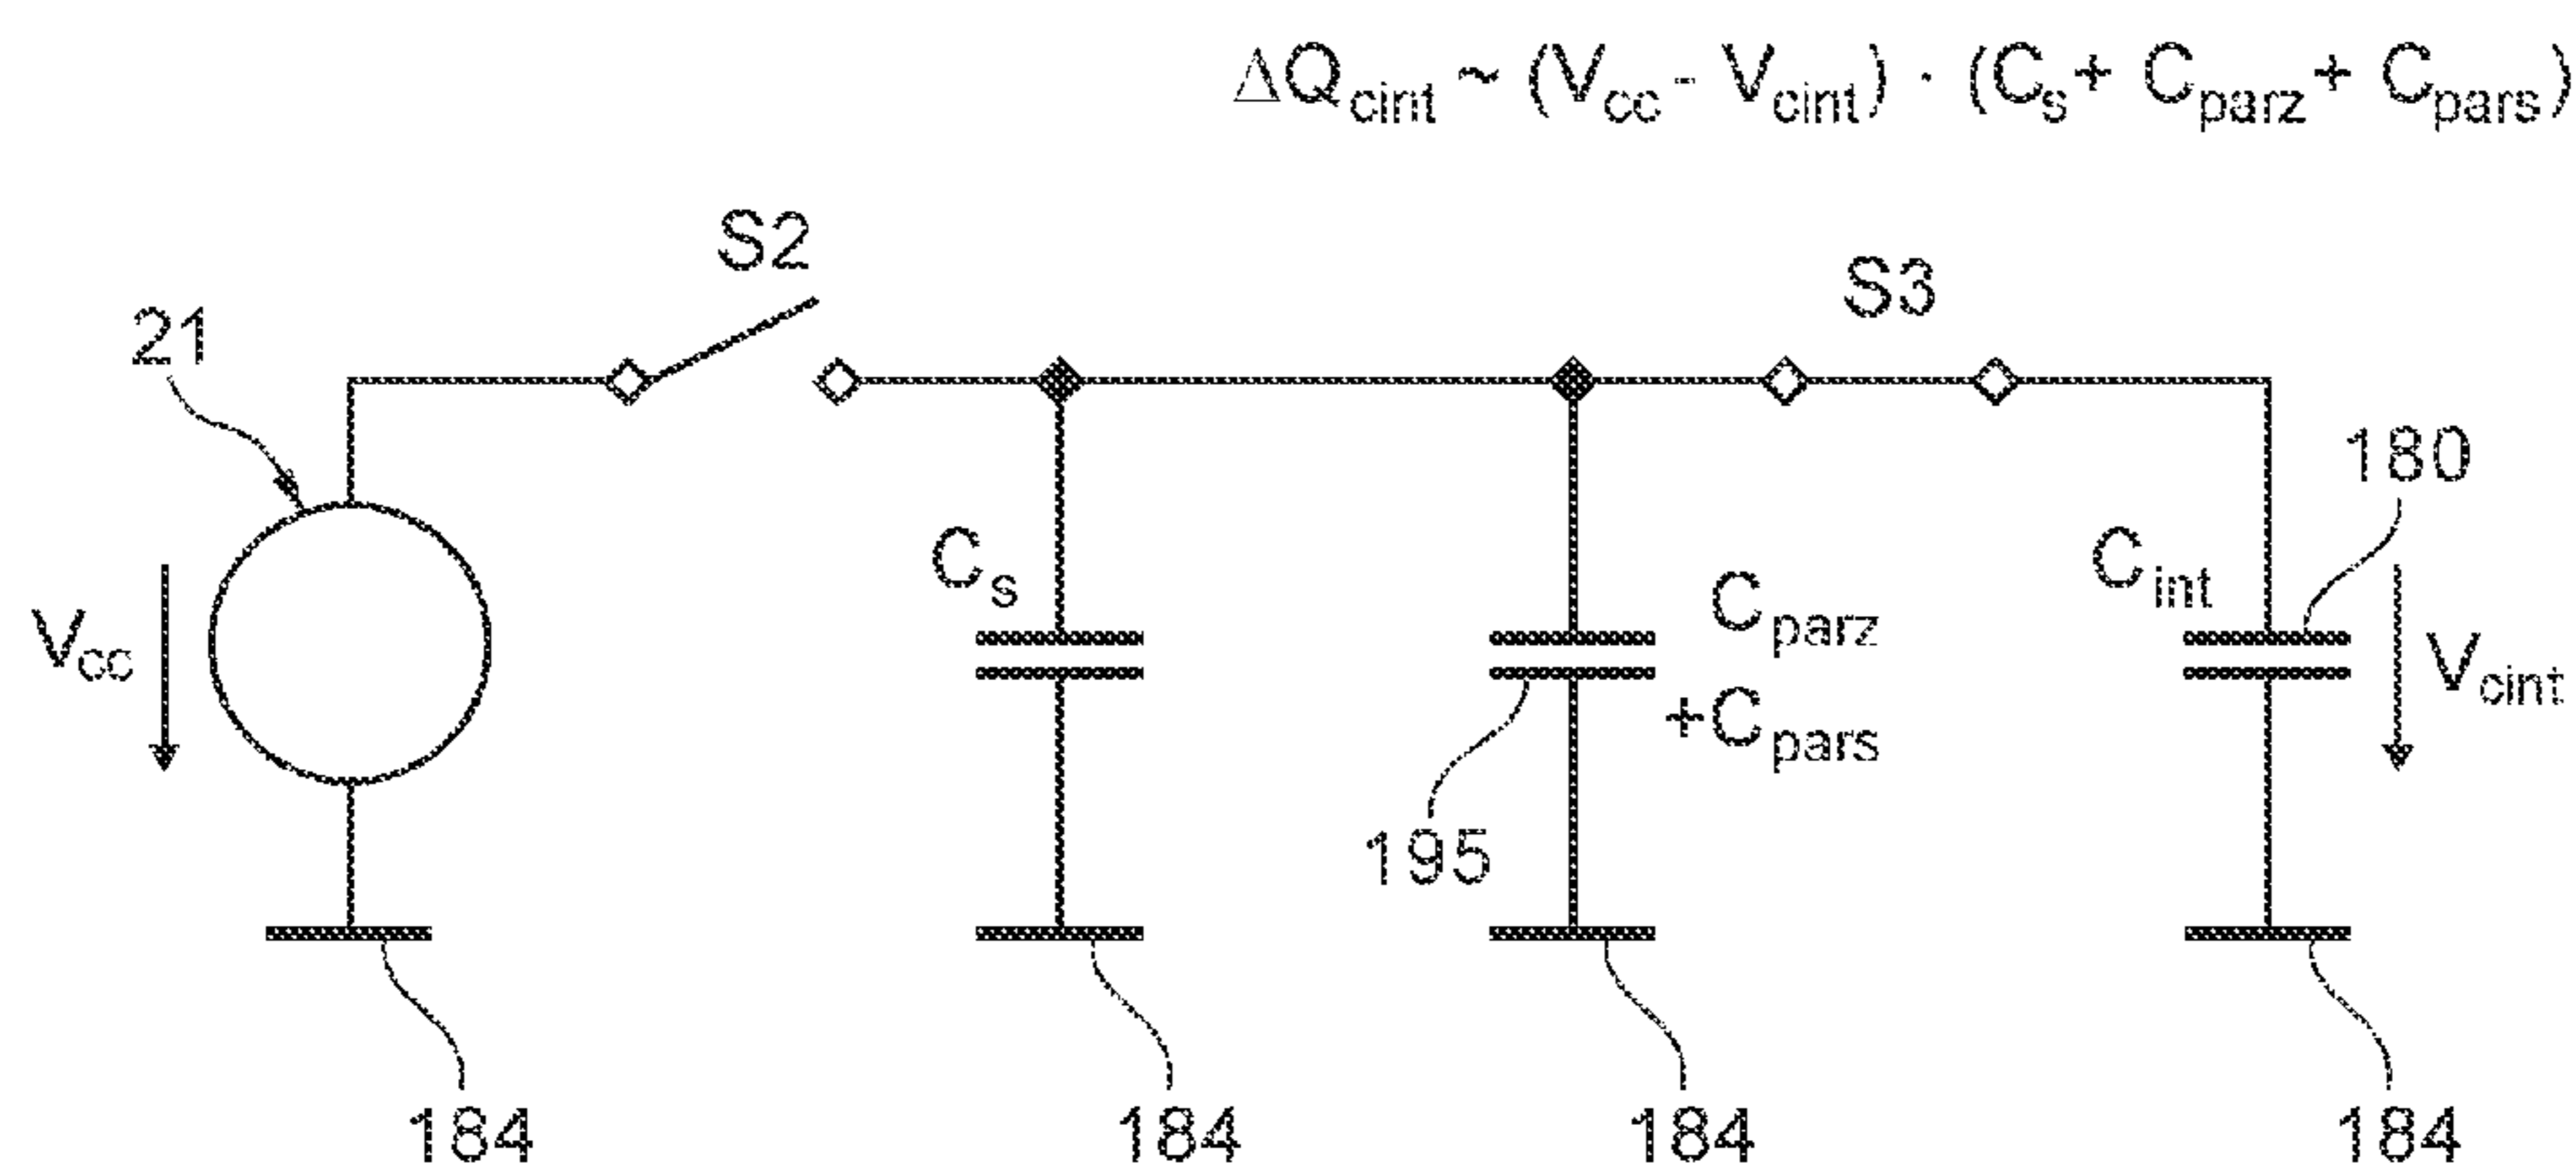 ΔQcint ~ (Vcc - Vcint) · (Cs + Cparz + Cpars)
S2
S3
21
180
Cs
Cint
Cparz
+Cpars
Vcc
Vcint
195
184
184
184
184